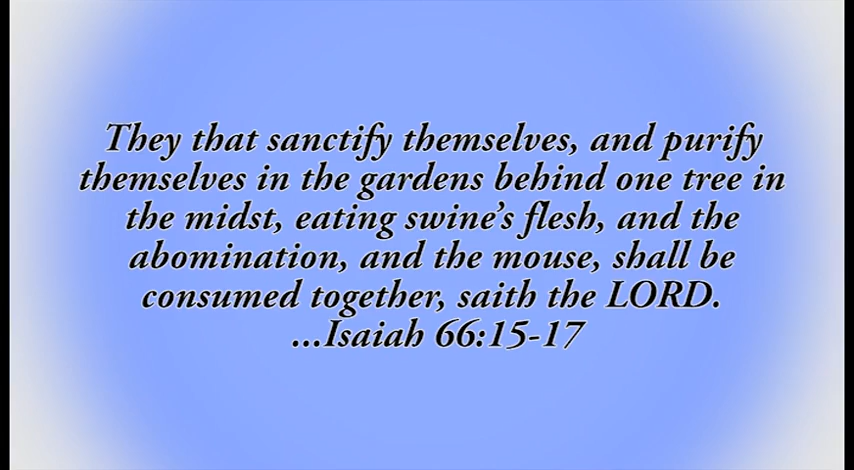 They that sanctify themselves, and purify
themselves in the gardens behind one tree in
the midst, eating swine’s flesh, and the
abomination, and the mouse, shall be
consumed together, saith the LORD.
...Isaiah 66:15-17